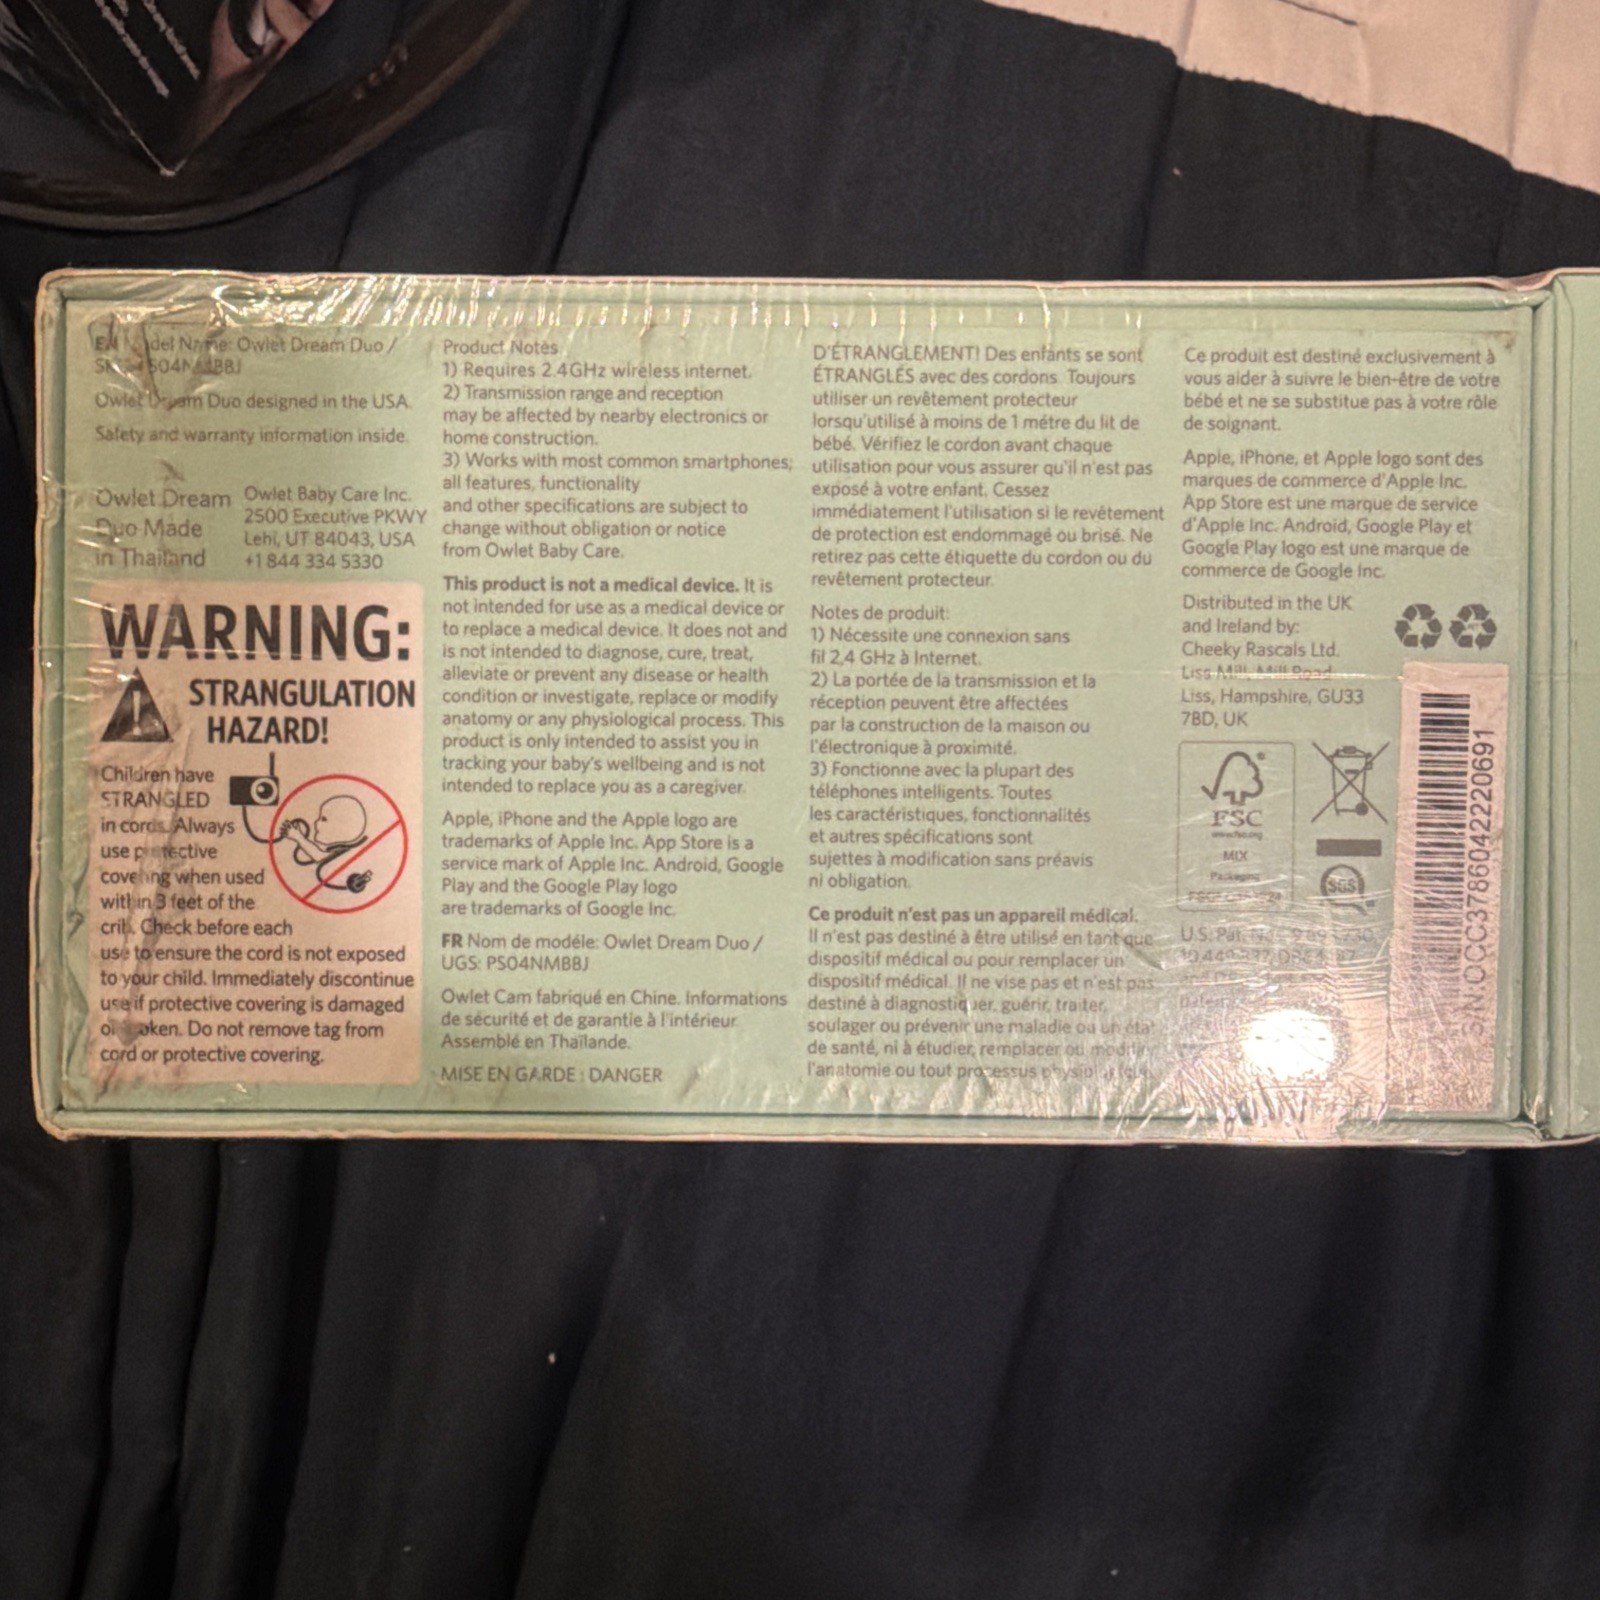 Model Name: Owlet Dream Duo /
Owlet Dream Duo designed in the USA.
Safety and warranty information inside.
Owlet Dream
Duo Made
in Thailand
Owlet Baby Care Inc.
2500 Executive PKWY
Lehi, UT 84043, USA
+1 844 334 5330
WARNING:
STRANGULATION
HAZARD!
Children have
STRANGLED
in cords. Always
use protective
covering when used
within 3 feet of the
crib. Check before each
use to ensure the cord is not exposed
to your child. Immediately discontinue
use if protective covering is damaged
or broken. Do not remove tag from
cord or protective covering.
Product Notes
1) Requires 2.4GHz wireless internet.
2) Transmission range and reception
may be affected by nearby electronics or
home construction.
3) Works with most common smartphones;
all features, functionality
and other specifications are subject to
change without obligation or notice
from Owlet Baby Care.
This product is not a medical device. It is
not intended for use as a medical device or
to replace a medical device. It does not and
is not intended to diagnose, cure, treat,
alleviate or prevent any disease or health
condition or investigate, replace or modify
anatomy or any physiological process. This
product is only intended to assist you in
tracking your baby's wellbeing and is not
intended to replace you as a caregiver.
Apple, iPhone and the Apple logo are
trademarks of Apple Inc. App Store is a
service mark of Apple Inc. Android, Google
Play and the Google Play logo
are trademarks of Google Inc.
FR Nom de modéle: Owlet Dream Duo /
UGS: PS04NMBBJ
Owlet Cam fabriqué en Chine. Informations
de sécurité et de garantie à l'intérieur.
Assemblé en Thaïlande.
MISE EN GARDE : DANGER
D'ÉTRANGLEMENT! Des enfants se sont
ÉTRANGLÉS avec des cordons. Toujours
utiliser un revêtement protecteur
lorsqu'utilisé à moins de 1 métre du lit de
bébé. Vérifiez le cordon avant chaque
utilisation pour vous assurer qu'il n'est pas
exposé à votre enfant. Cessez
immédiatement l'utilisation si le revêtement
de protection est endommagé ou brisé. Ne
retirez pas cette étiquette du cordon ou du
revêtement protecteur.
Notes de produit:
1) Nécessite une connexion sans
fil 2,4 GHz à Internet.
2) La portée de la transmission et la
réception peuvent être affectées
par la construction de la maison ou
l'électronique à proximité.
3) Fonctionne avec la plupart des
téléphones intelligents. Toutes
les caractéristiques, fonctionnalités
et autres spécifications sont
sujettes à modification sans préavis
ni obligation.
Ce produit n'est pas un appareil médical.
Il n'est pas destiné à être utilisé en tant que
dispositif médical ou pour remplacer un
dispositif médical. Il ne vise pas et n'est pas
destiné à diagnostiquer, guérir, traiter,
soulager ou prévenir une maladie ou un état
de santé, ni à étudier, remplacer ou modifier
l'anatomie ou tout processus physiologique.
Ce produit est destiné exclusivement à
vous aider à suivre le bien-être de votre
bébé et ne se substitue pas à votre rôle
de soignant.
Apple, iPhone, et Apple logo sont des
marques de commerce d'Apple Inc.
App Store est une marque de service
d'Apple Inc. Android, Google Play et
Google Play logo est une marque de
commerce de Google Inc.
Distributed in the UK
and Ireland by:
Cheeky Rascals Ltd.
Liss Mill, Mill Road
Liss, Hampshire, GU33
7BD, UK
FSC
www.fsc.org
MIX
Packaging
SGS
U.S. Pat.
S/N:OCC3786042220691